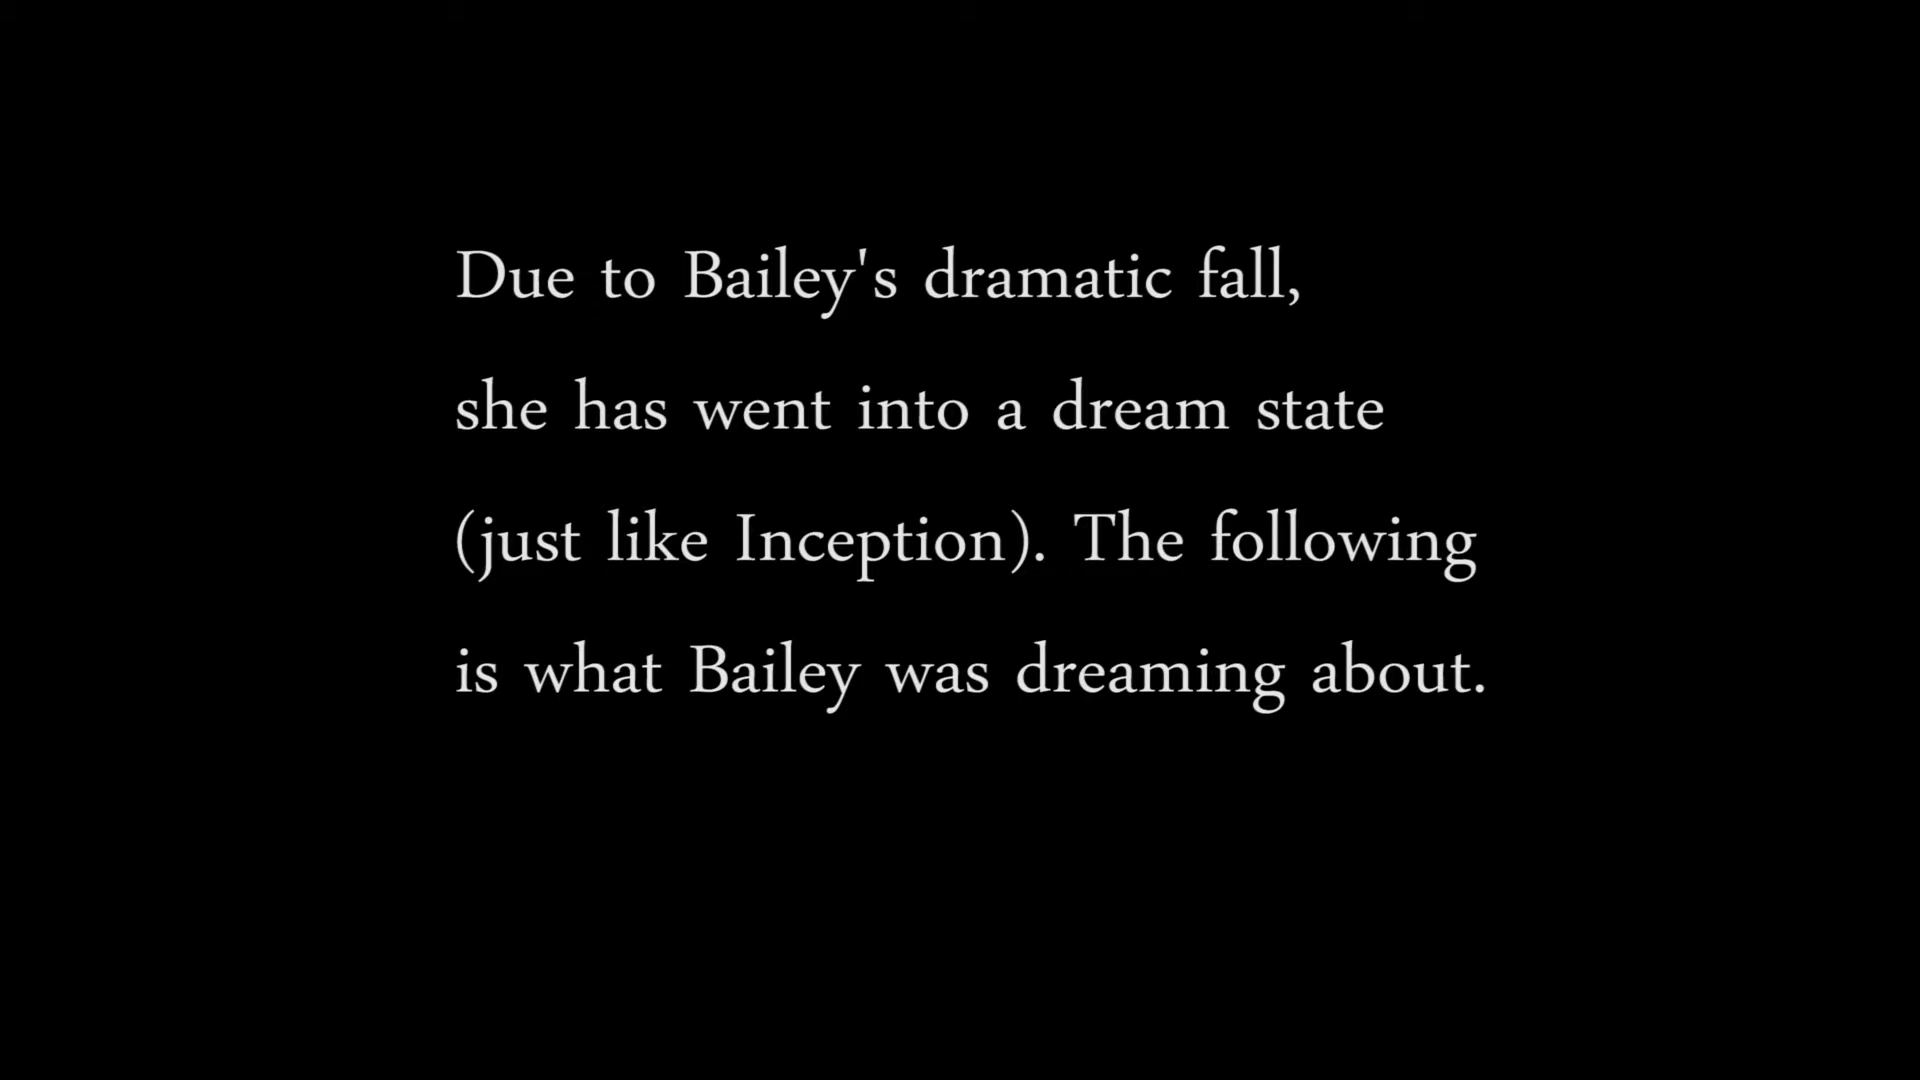 Due to Bailey's dramatic fall,
she has went into a dream state
(just like Inception). The following
is what Bailey was dreaming about.